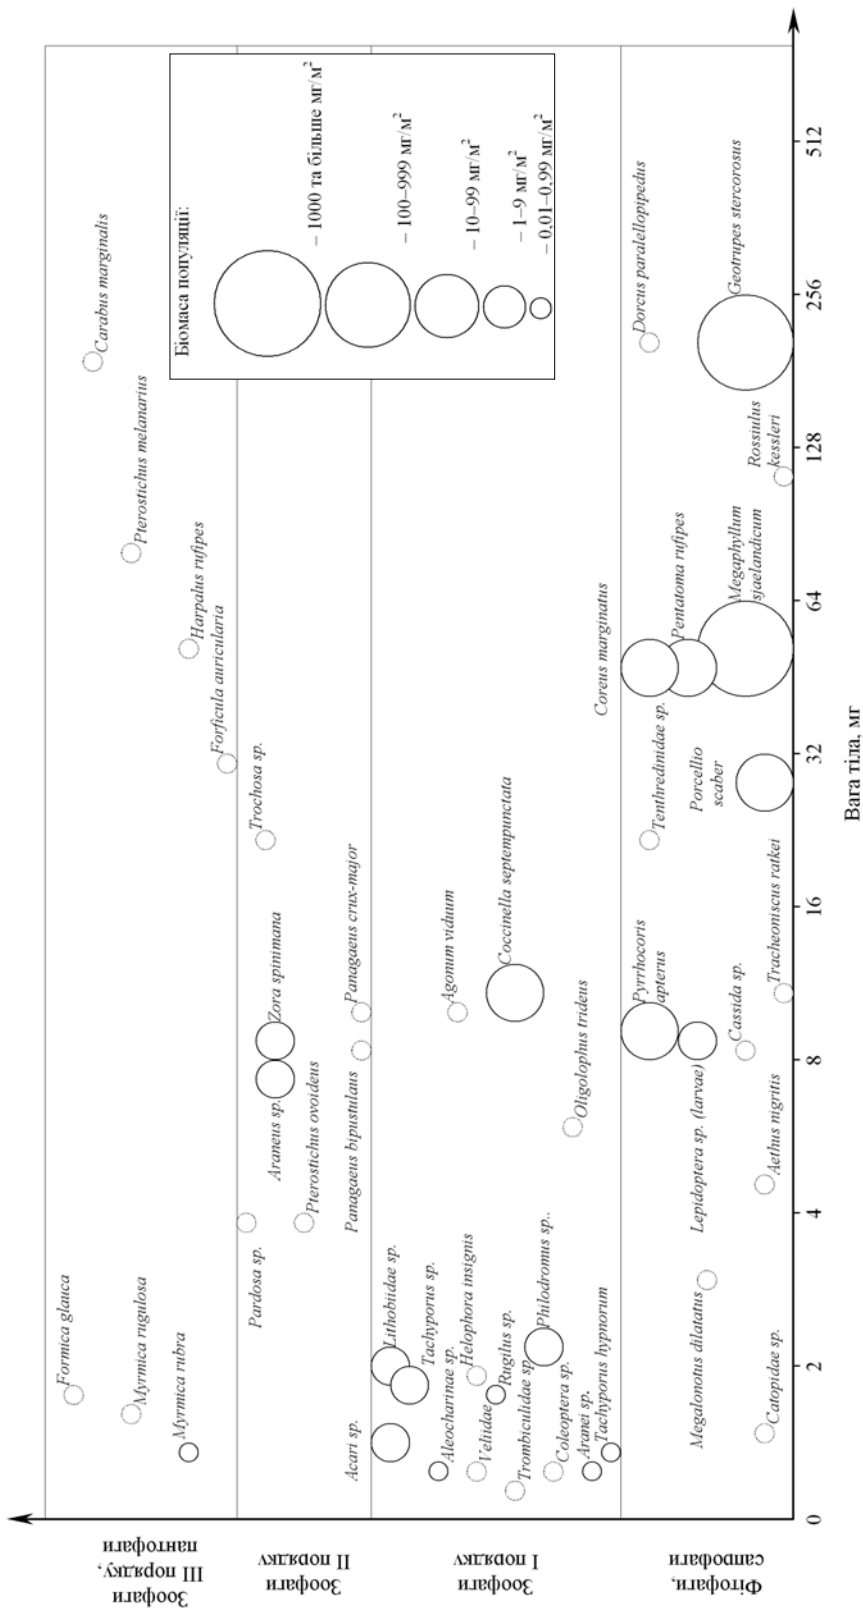 Зоофаги III порядку,
пантофаги
Formica glauca
Myrmica rugulosa
Myrmica rubra
Forficula auricularia
Harpalus rufipes
Pterostichus melanarius
Carabus marginalis
Зоофаги
II порядку
Pardosa sp.
Pterostichus ovoideus
Araneus sp.
Zora spinimana
Panagaeus bipustulaus
Panagaeus crux-major
Trochosa sp.
Біомаса популяції:
– 1000 та більше мг/м²
– 100–999 мг/м²
– 10–99 мг/м²
– 1–9 мг/м²
– 0,01–0,99 мг/м²
Зоофаги
I порядку
Acari sp.
Lithobiidae sp.
Tachyporus sp.
Aleocharinae sp.
Helophora insignis
Veliidae
Rugilus sp.
Trombiculidae sp.
Philodromus sp..
Coleoptera sp.
Aranei sp.
Tachyporus hypnorum
Oligolophus trideus
Agonum viduum
Coccinella septempunctata
Фітофаги,
сапрофаги
Megalonotus dilatatus
Catopidae sp.
Aethus nigritis
Lepidoptera sp. (larvae)
Pyrrhocoris
apterus
Cassida sp.
Tracheoniscus ratkei
Tenthredinidae sp.
Porcellio
scaber
Coreus marginatus
Pentatoma rufipes
Megaphyllum
sjaelandicum
Rossiulus
kessleri
Dorcus paralellopipedus
Geotrupes stercorosus
0 2 4 8 16 32 64 128 256 512
Вага тіла, мг